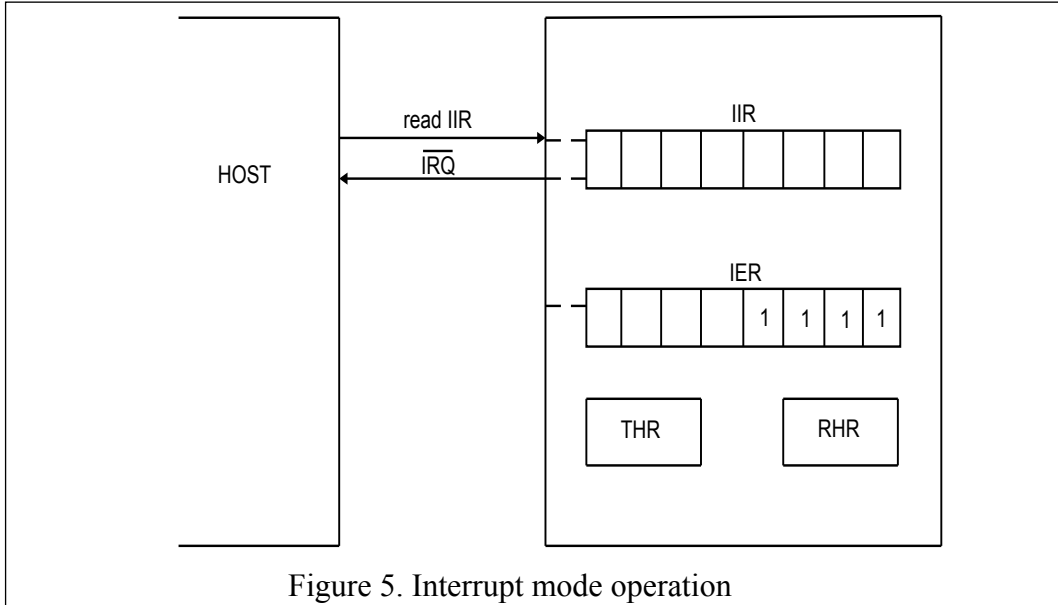 read IIR
IIR
HOST
IRQ
IER
1 1 1 1
THR RHR
Figure 5. Interrupt mode operation